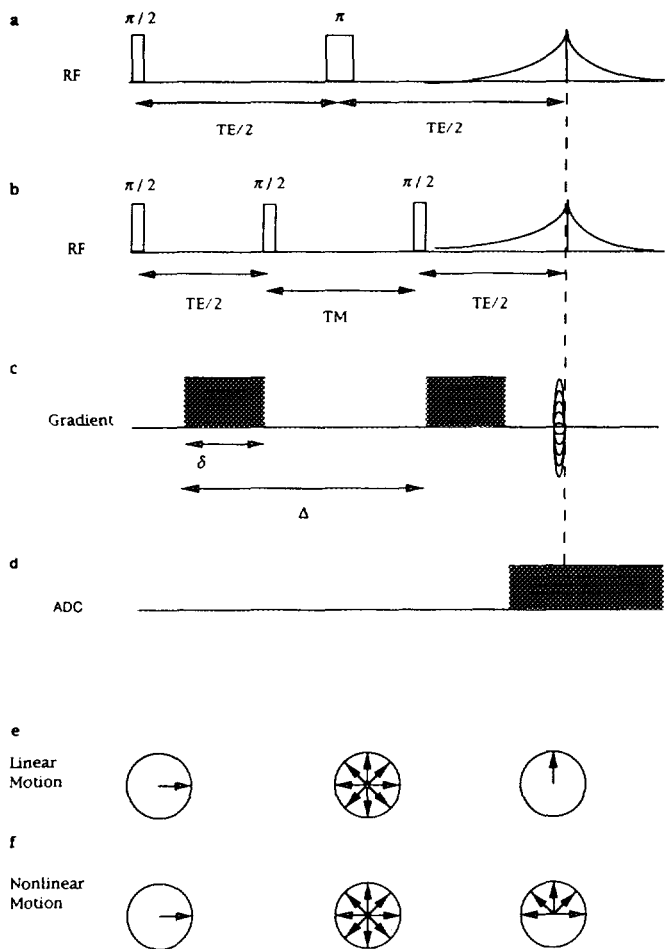 a
π/2 π
RF
TE/2 TE/2
b
π/2 π/2 π/2
RF
TE/2 TM TE/2
c
Gradient
δ
Δ
d
ADC
e
Linear
Motion
f
Nonlinear
Motion